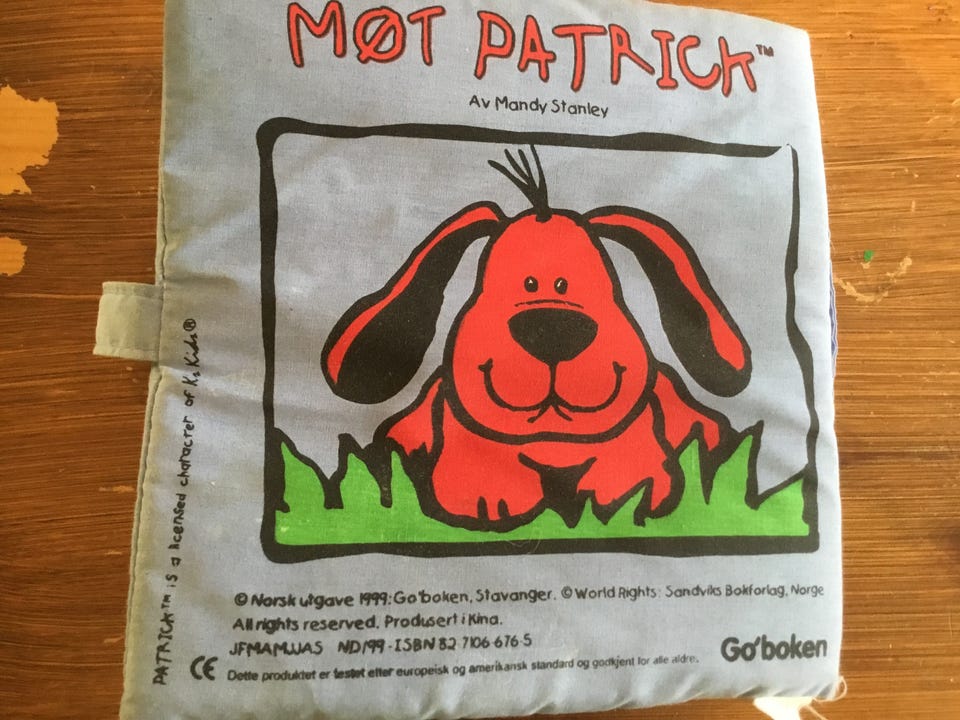 MØT PATRICK™
Av Mandy Stanley
PATRICK™ is a licensed character of K's Kids®
© Norsk utgave 1999: Go'boken, Stavanger. © World Rights: Sandviks Bokforlag, Norge
All rights reserved. Produsert i Kina.
JFMAMJJAS ND/99 - ISBN 82-7106-676-5
CE Dette produktet er testet etter europeisk og amerikansk standard og godkjent for alle aldre.
Go'boken